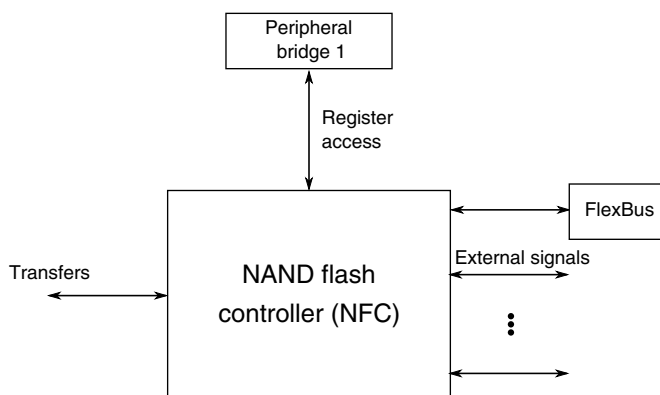 Peripheral
bridge 1
Register
access
FlexBus
External signals
Transfers
NAND flash
controller (NFC)